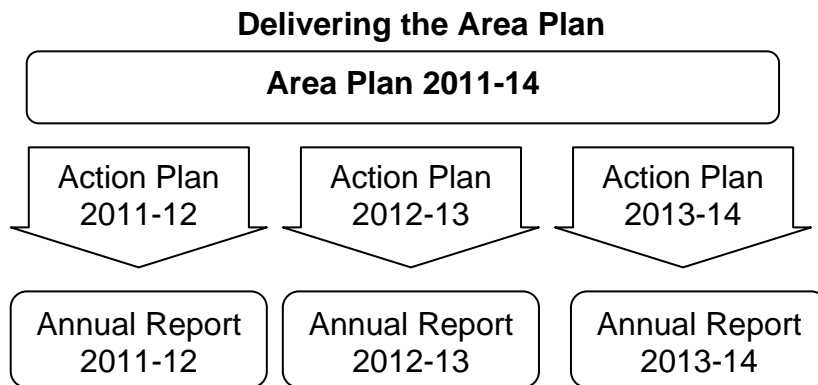 Delivering the Area Plan
Area Plan 2011-14
Action Plan
2011-12
Action Plan
2012-13
Action Plan
2013-14
Annual Report
2011-12
Annual Report
2012-13
Annual Report
2013-14